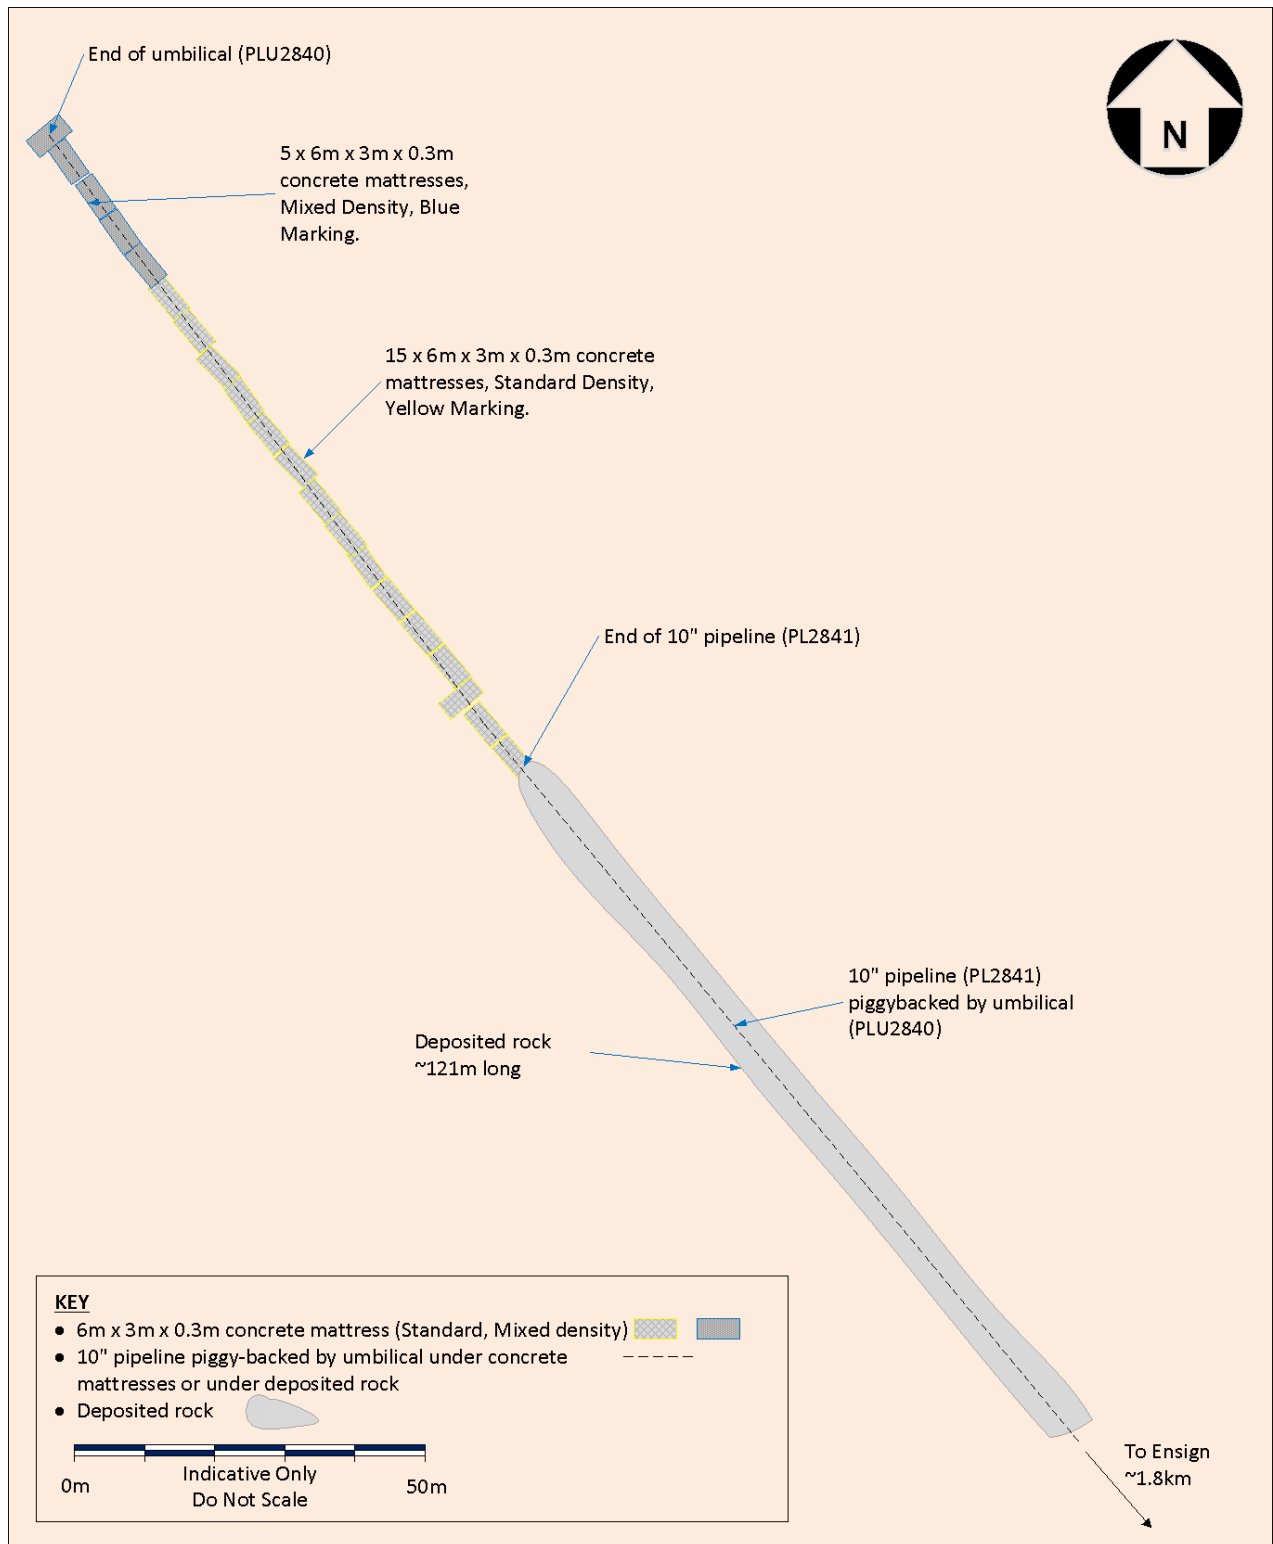 End of umbilical (PLU2840)
N
5 x 6m x 3m x 0.3m
concrete mattresses,
Mixed Density, Blue
Marking.
15 x 6m x 3m x 0.3m concrete
mattresses, Standard Density,
Yellow Marking.
End of 10" pipeline (PL2841)
10" pipeline (PL2841)
piggybacked by umbilical
(PLU2840)
Deposited rock
~121m long
KEY
● 6m x 3m x 0.3m concrete mattress (Standard, Mixed density)
● 10" pipeline piggy-backed by umbilical under concrete
mattresses or under deposited rock
● Deposited rock
0m
Indicative Only
Do Not Scale
50m
To Ensign
~1.8km